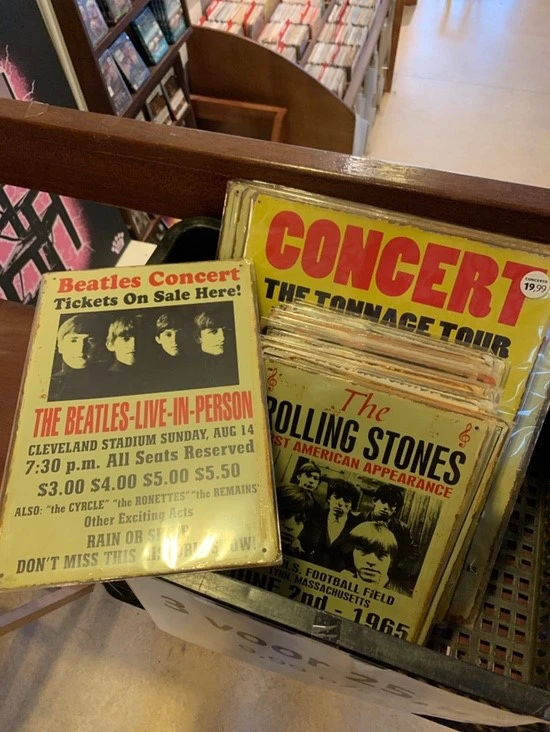 Beatles Concert
Tickets On Sale Here!
THE BEATLES-LIVE-IN-PERSON
CLEVELAND STADIUM SUNDAY, AUG 14
7:30 p.m. All Seats Reserved
$3.00 $4.00 $5.00 $5.50
ALSO: "the CYRCLE" "the RONETTES" "the REMAINS"
Other Exciting Acts
RAIN OR
DON'T MISS THIS
CONCERT
CONCERTO
19,99
THE TONNAGE TOUR
The
ROLLING STONES
ST AMERICAN APPEARANCE
.S. FOOTBALL FIELD
MASSACHUSETTS
2nd - 1965
3 voor 25,